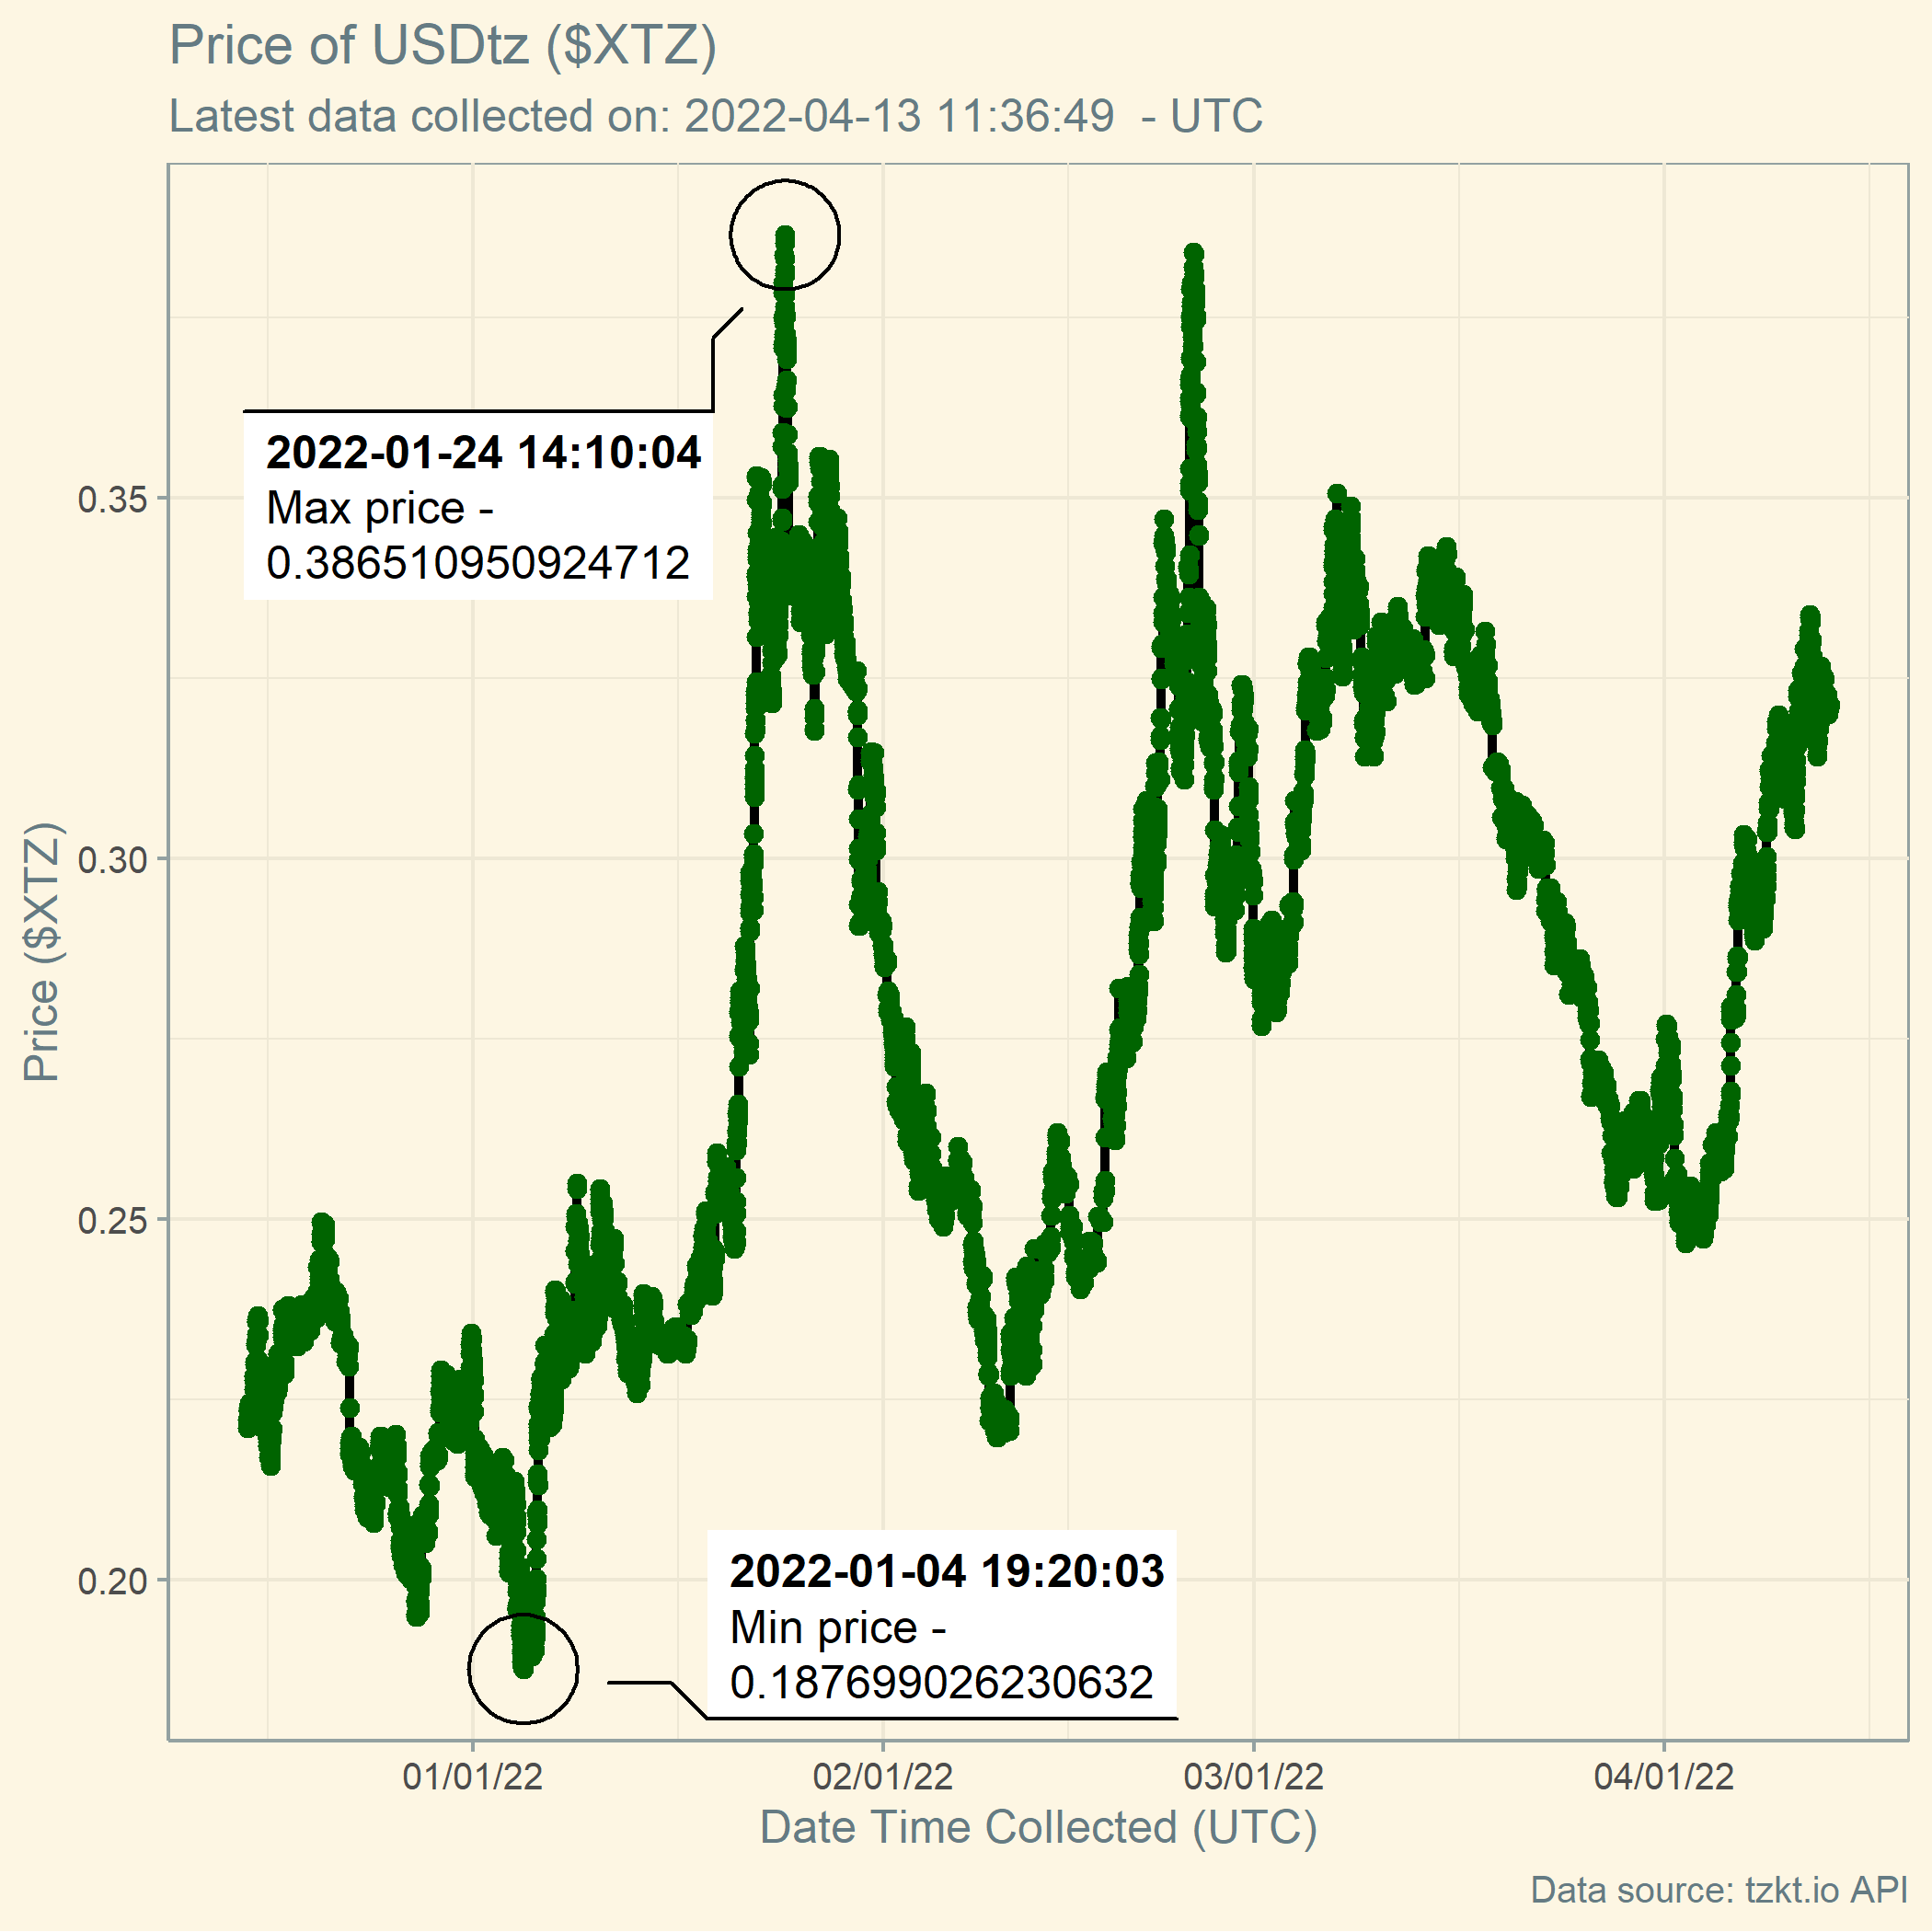 Price of USDtz ($XTZ)
Latest data collected on: 2022-04-13 11:36:49  - UTC
2022-01-24 14:10:04
Max price -
0.386510950924712
0.35
0.30
0.25
0.20
Price ($XTZ)
2022-01-04 19:20:03
Min price -
0.187699026230632
01/01/22
02/01/22
03/01/22
04/01/22
Date Time Collected (UTC)
Data source: tzkt.io API